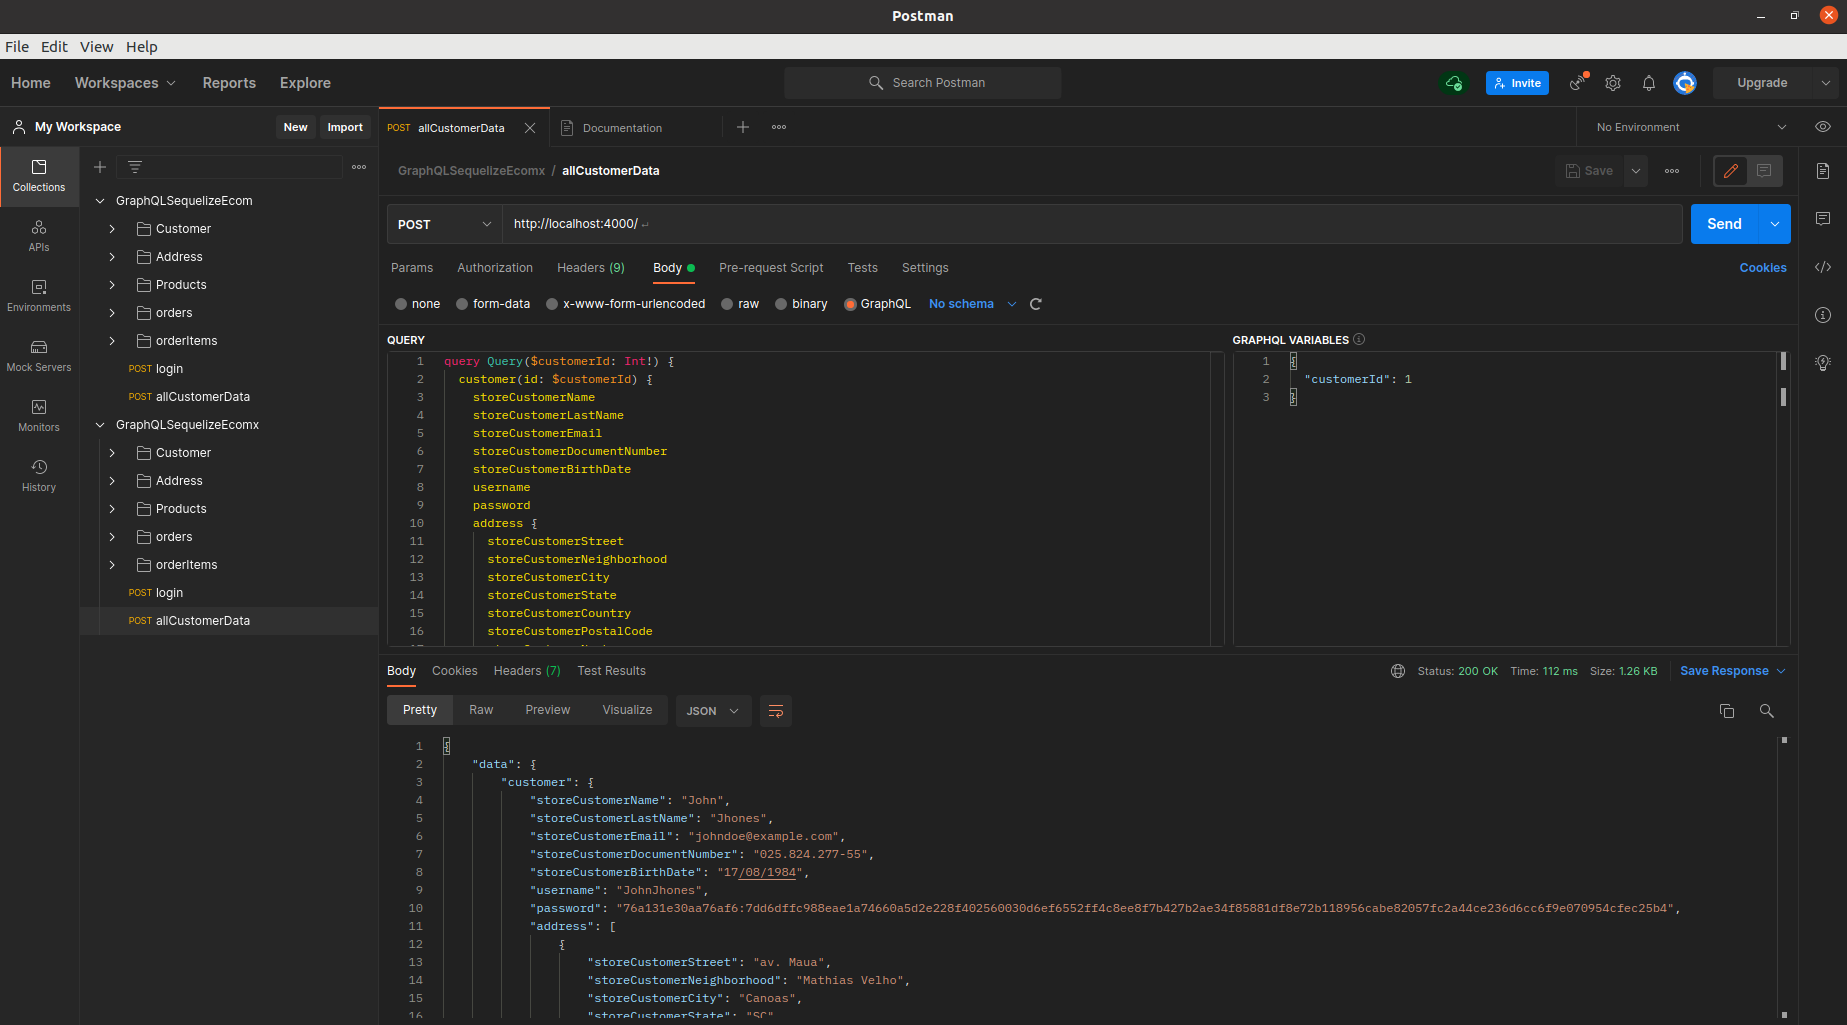 Postman
File Edit View Help
Home Workspaces Reports Explore
Search Postman
Invite
Upgrade
My Workspace
New Import
POST allCustomerData
Documentation
No Environment
Collections
APIs
Environments
Mock Servers
Monitors
History
GraphQLSequelizeEcom
Customer
Address
Products
orders
orderItems
POST login
POST allCustomerData
GraphQLSequelizeEcomx
Customer
Address
Products
orders
orderItems
POST login
POST allCustomerData
GraphQLSequelizeEcomx / allCustomerData
Save
POST http://localhost:4000/
Send
Params Authorization Headers (9) Body Pre-request Script Tests Settings
Cookies
none form-data x-www-form-urlencoded raw binary GraphQL No schema
QUERY
1 query Query($customerId: Int!) {
2 customer(id: $customerId) {
3 storeCustomerName
4 storeCustomerLastName
5 storeCustomerEmail
6 storeCustomerDocumentNumber
7 storeCustomerBirthDate
8 username
9 password
10 address {
11 storeCustomerStreet
12 storeCustomerNeighborhood
13 storeCustomerCity
14 storeCustomerState
15 storeCustomerCountry
16 storeCustomerPostalCode
GRAPHQL VARIABLES
1 {
2 "customerId": 1
3 }
Body Cookies Headers (7) Test Results
Status: 200 OK Time: 112 ms Size: 1.26 KB Save Response
Pretty Raw Preview Visualize JSON
1 {
2 "data": {
3 "customer": {
4 "storeCustomerName": "John",
5 "storeCustomerLastName": "Jhones",
6 "storeCustomerEmail": "johndoe@example.com",
7 "storeCustomerDocumentNumber": "025.824.277-55",
8 "storeCustomerBirthDate": "17/08/1984",
9 "username": "JohnJhones",
10 "password": "76a131e30aa76af6:7dd6dffc988eae1a74660a5d2e228f402560030d6ef6552ff4c8ee8f7b427b2ae34f85881df8e72b118956cabe82057fc2a44ce236d6cc6f9e070954cfec25b4",
11 "address": [
12 {
13 "storeCustomerStreet": "av. Maua",
14 "storeCustomerNeighborhood": "Mathias Velho",
15 "storeCustomerCity": "Canoas",
16 "storeCustomerState": "SC"